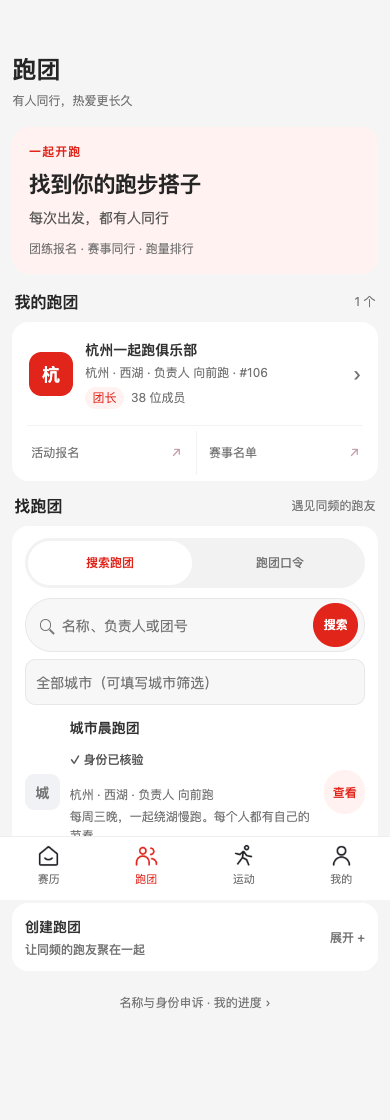 跑团
有人同行，热爱更长久
一起开跑
找到你的跑步搭子
每次出发，都有人同行
团练报名 · 赛事同行 · 跑量排行
我的跑团
1 个
杭
杭州一起跑俱乐部
杭州 · 西湖 · 负责人 向前跑 · #106
团长 38 位成员
›
活动报名 ↗
赛事名单 ↗
找跑团
遇见同频的跑友
搜索跑团
跑团口令
名称、负责人或团号
搜索
全部城市（可填写城市筛选）
城市晨跑团
✓ 身份已核验
城
杭州 · 西湖 · 负责人 向前跑
查看
每周三晚，一起绕湖慢跑。每个人都有自己的
节奏
赛历
跑团
运动
我的
创建跑团
让同频的跑友聚在一起
展开 +
名称与身份申诉 · 我的进度 ›